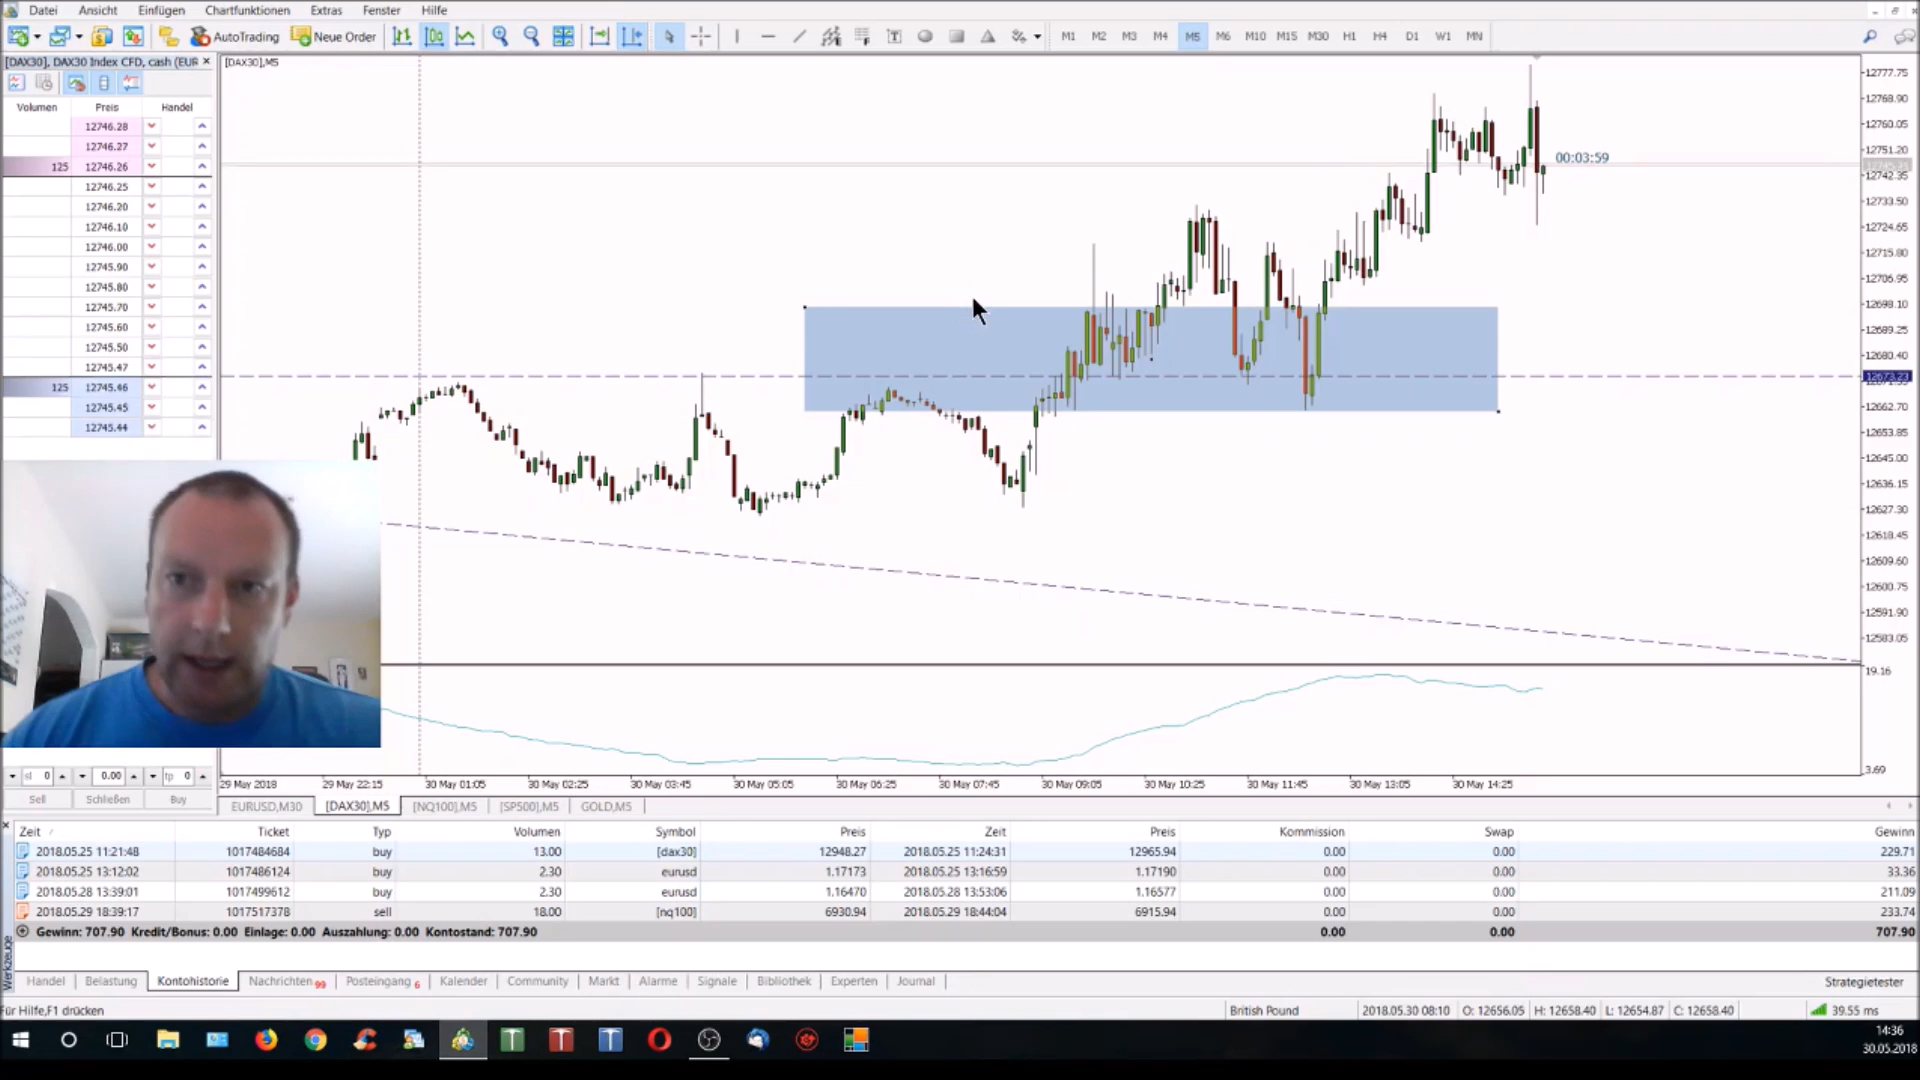 Datei Ansicht Einfügen Chartfunktionen Extras Fenster Hilfe
AutoTrading Neue Order M1 M2 M3 M4 M5 M6 M10 M15 M30 H1 H4 D1 W1 MN
[DAX30], DAX30 Index CFD, cash (EUR
[DAX30],M5
Volumen Preis Handel
12746.28
12746.27
125 12746.26
12746.25
12746.20
12746.10
12746.00
12745.90
12745.80
12745.70
12745.60
12745.50
12745.47
125 12745.46
12745.45
12745.44
00:03:59
12777.75
12768.90
12760.05
12751.20
12742.35
12733.50
12724.65
12715.80
12706.95
12698.10
12689.25
12680.40
12673.23
12662.70
12653.85
12645.00
12636.15
12627.30
12618.45
12609.60
12600.75
12591.90
12583.05
19.16
3.69
sl 0 0.00 tp 0
Sell Schließen Buy
29 May 2018 29 May 22:15 30 May 01:05 30 May 02:25 30 May 03:45 30 May 05:05 30 May 06:25 30 May 07:45 30 May 09:05 30 May 10:25 30 May 11:45 30 May 13:05 30 May 14:25
EURUSD,M30 [DAX30],M5 [NQ100],M5 [SP500],M5 GOLD,M5
Zeit Ticket Typ Volumen Symbol Preis Zeit Preis Kommission Swap Gewinn
2018.05.25 11:21:48 1017484684 buy 13.00 [dax30] 12948.27 2018.05.25 11:24:31 12965.94 0.00 0.00 229.71
2018.05.25 13:12:02 1017486124 buy 2.30 eurusd 1.17173 2018.05.25 13:16:59 1.17190 0.00 0.00 33.36
2018.05.28 13:39:01 1017499612 buy 2.30 eurusd 1.16470 2018.05.28 13:53:06 1.16577 0.00 0.00 211.09
2018.05.29 18:39:17 1017517378 sell 18.00 [nq100] 6930.94 2018.05.29 18:44:04 6915.94 0.00 0.00 233.74
Gewinn: 707.90 Kredit/Bonus: 0.00 Einlage: 0.00 Auszahlung: 0.00 Kontostand: 707.90 0.00 0.00 707.90
Werkzeuge
Handel Belastung Kontohistorie Nachrichten 99 Posteingang 6 Kalender Community Markt Alarme Signale Bibliothek Experten Journal Strategietester
Für Hilfe,F1 drücken British Pound 2018.05.30 08:10 O: 12656.05 H: 12658.40 L: 12654.87 C: 12658.40 39.55 ms
14:36
30.05.2018